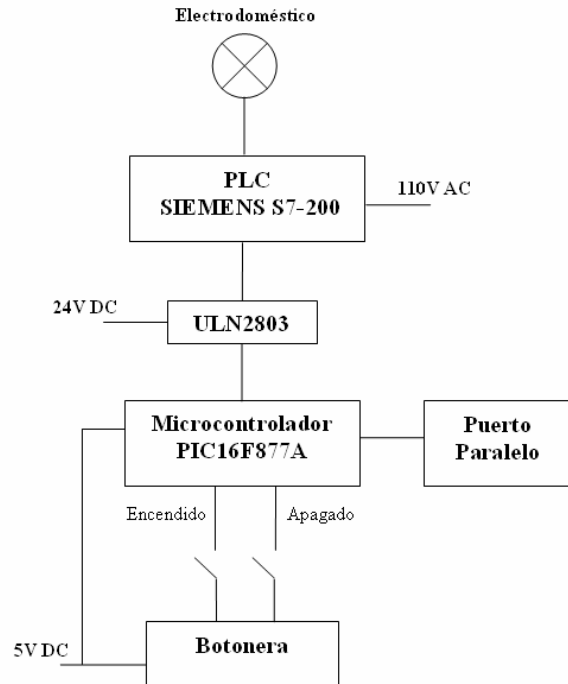 Electrodoméstico
PLC
SIEMENS S7-200
110V AC
24V DC
ULN2803
Microcontrolador
PIC16F877A
Puerto
Paralelo
Encendido
Apagado
Botonera
5V DC